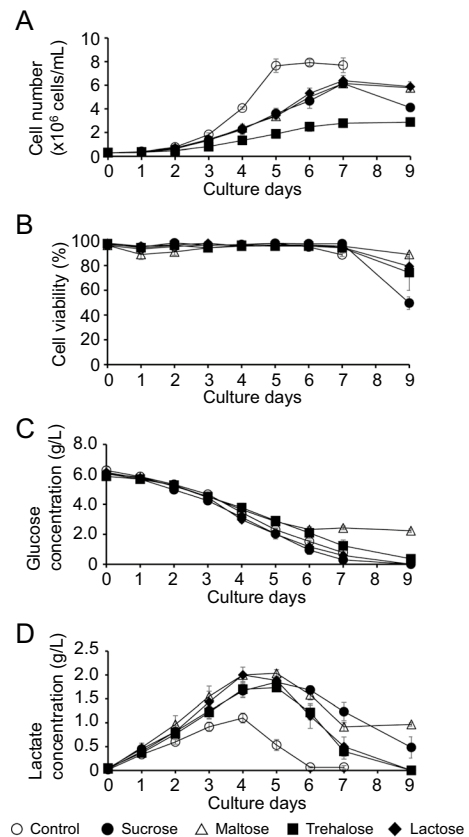 A
Cell number
(x10⁶ cells/mL)
10
8
6
4
2
0
0 1 2 3 4 5 6 7 8 9
Culture days
B
Cell viability (%)
100
80
60
40
20
0
0 1 2 3 4 5 6 7 8 9
Culture days
C
Glucose
concentration (g/L)
8.0
6.0
4.0
2.0
0
0 1 2 3 4 5 6 7 8 9
Culture days
D
Lactate
concentration (g/L)
2.5
2.0
1.5
1.0
0.5
0
0 1 2 3 4 5 6 7 8 9
Culture days
Control Sucrose Maltose Trehalose Lactose